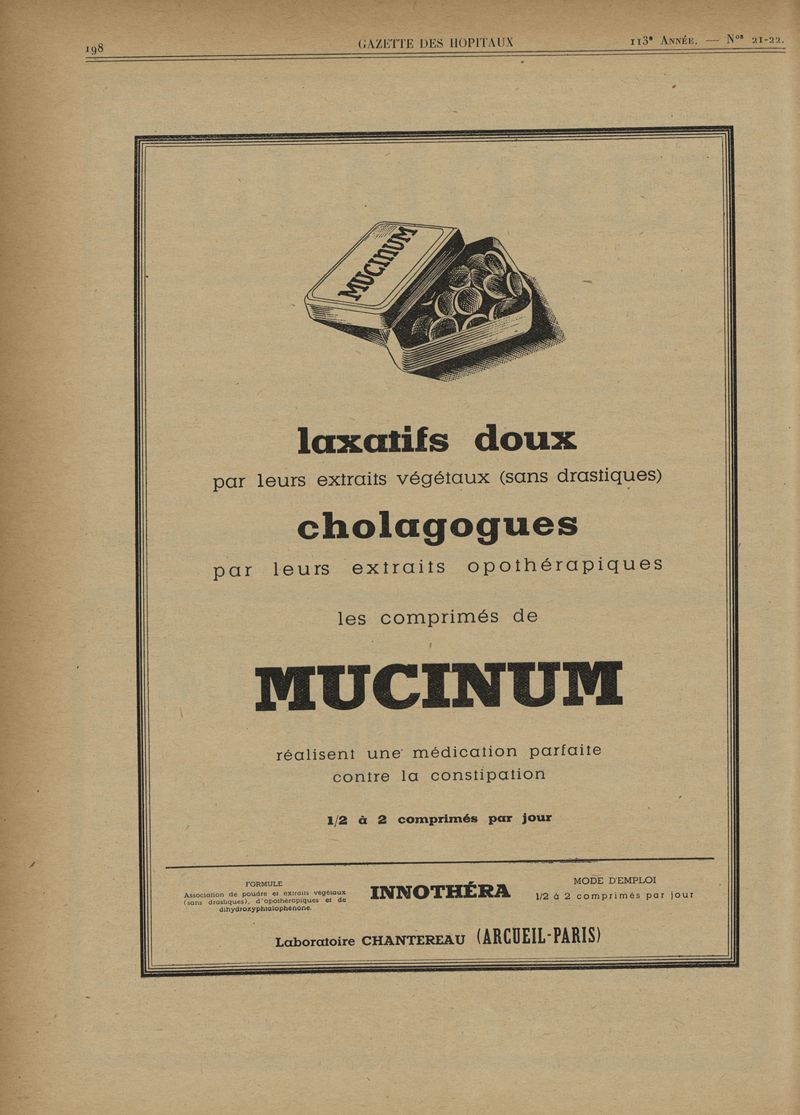 198
GAZETTE DES HOPITAUX
113e ANNÉE. — Nos 21-22.
MUCINUM
laxatifs doux
par leurs extraits végétaux (sans drastiques)
cholagogues
par leurs extraits opothérapiques
les comprimés de
MUCINUM
réalisent une médication parfaite
contre la constipation
1/2 à 2 comprimés par jour
FORMULE
Association de poudre et extraits végétaux
(sans drastiques), d'opothérapiques et de
dihydroxyphtalophénone.
INNOTHÉRA
MODE D'EMPLOI
1/2 à 2 comprimés par jour
Laboratoire CHANTEREAU (ARCUEIL-PARIS)